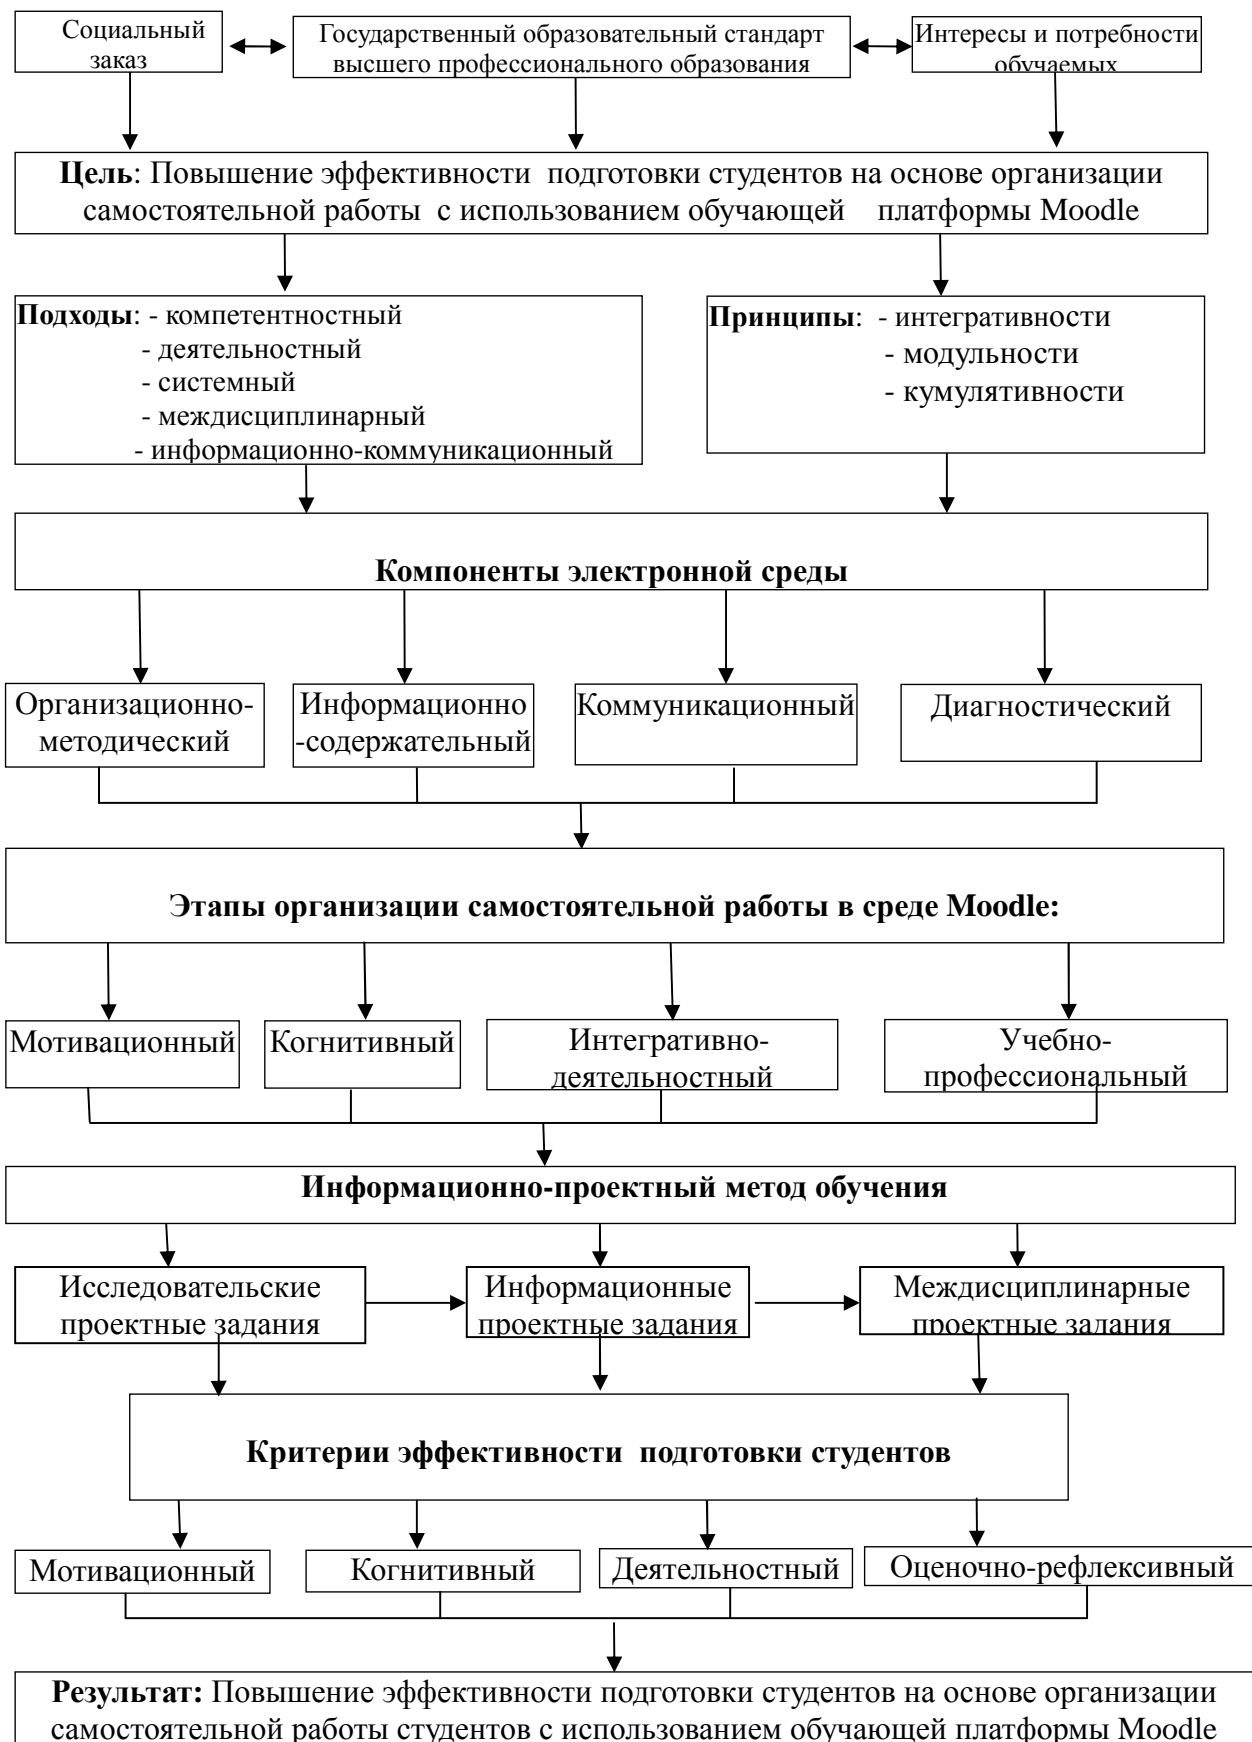 Социальный
заказ
Государственный образовательный стандарт
высшего профессионального образования
Интересы и потребности
обучаемых
Цель: Повышение эффективности подготовки студентов на основе организации
самостоятельной работы с использованием обучающей платформы Moodle
Подходы: - компетентностный
- деятельностный
- системный
- междисциплинарный
- информационно-коммуникационный
Принципы: - интегративности
- модульности
- кумулятивности
Компоненты электронной среды
Организационно-
методический
Информационно
-содержательный
Коммуникационный
Диагностический
Этапы организации самостоятельной работы в среде Moodle:
Мотивационный
Когнитивный
Интегративно-
деятельностный
Учебно-
профессиональный
Информационно-проектный метод обучения
Исследовательские
проектные задания
Информационные
проектные задания
Междисциплинарные
проектные задания
Критерии эффективности подготовки студентов
Мотивационный
Когнитивный
Деятельностный
Оценочно-рефлексивный
Результат: Повышение эффективности подготовки студентов на основе организации
самостоятельной работы студентов с использованием обучающей платформы Moodle